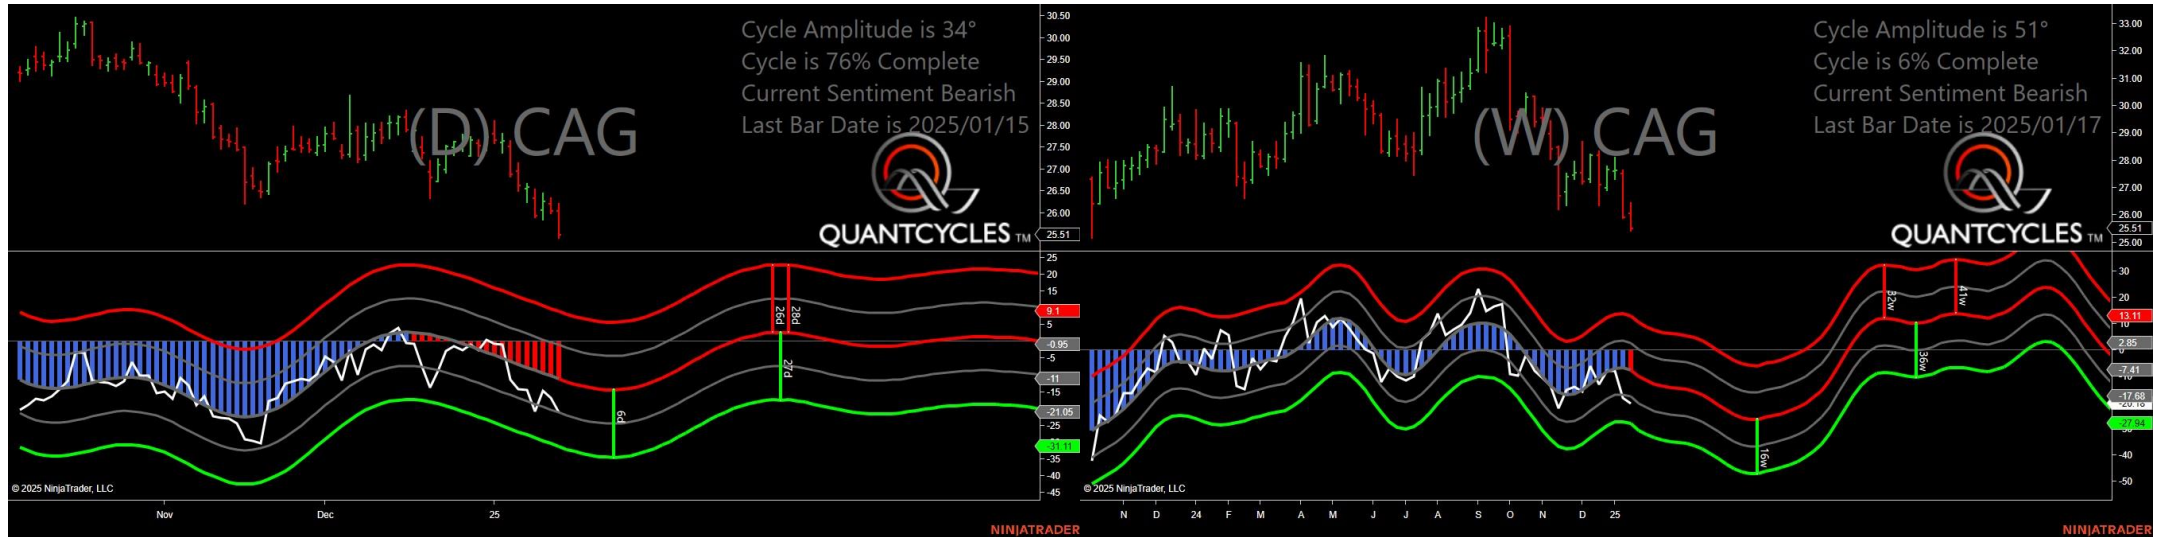 Cycle Amplitude is 34°
Cycle is 76% Complete
Current Sentiment Bearish
Last Bar Date is 2025/01/15
(D) CAG
QUANTCYCLES TM
30.50
30.00
29.50
29.00
28.50
28.00
27.50
27.00
26.50
26.00
25.51
25
20
15
9.1
5
-0.95
-5
-11
-15
-21.05
-25
-31.11
-35
-40
-45
6d
26d
28d
27d
© 2025 NinjaTrader, LLC
Nov
Dec
25
NINJATRADER
Cycle Amplitude is 51°
Cycle is 6% Complete
Current Sentiment Bearish
Last Bar Date is 2025/01/17
(W) CAG
QUANTCYCLES TM
33.00
32.00
31.00
30.00
29.00
28.00
27.00
26.00
25.51
25.00
30
20
13.11
10
2.85
0
-7.41
-17.68
-27.94
-40
-50
16w
32w
41w
36w
© 2025 NinjaTrader, LLC
N D 24 F M A M J J A S O N D 25
NINJATRADER